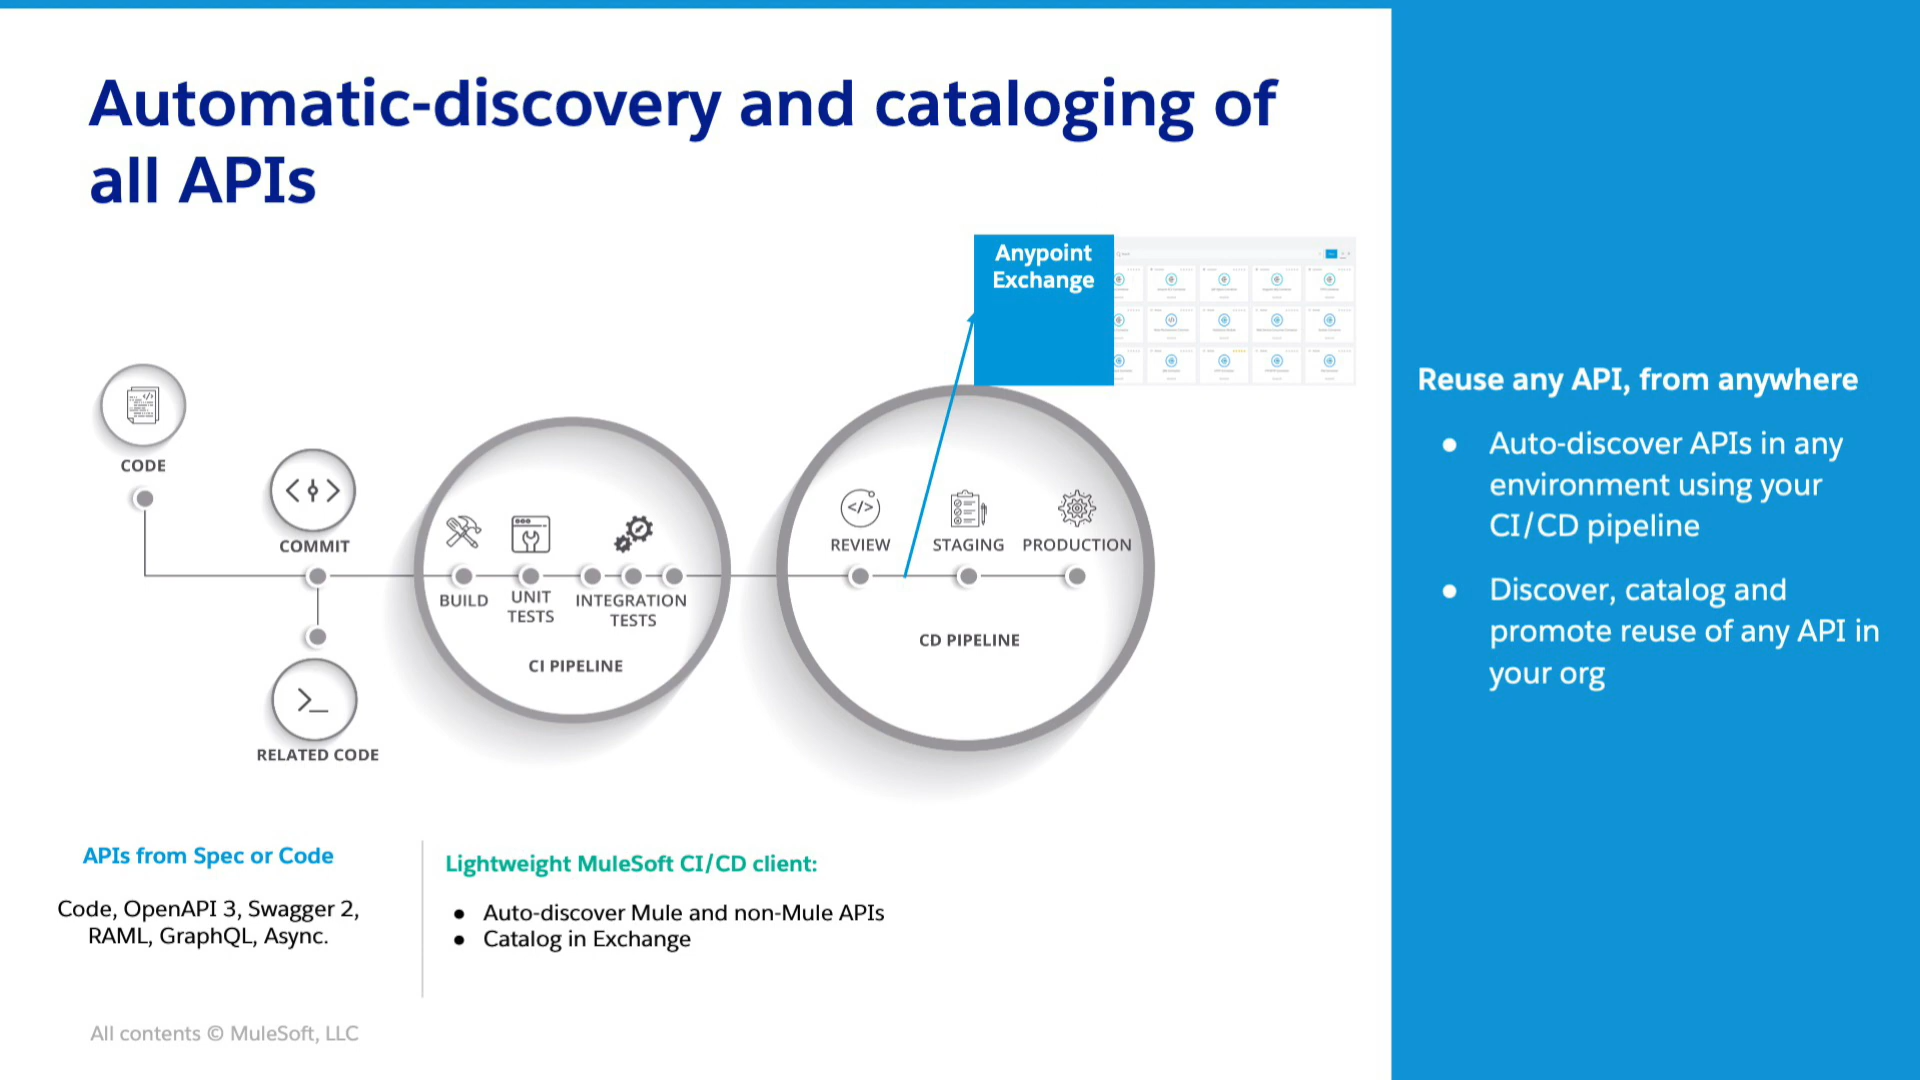 Automatic-discovery and cataloging of
all APIs
Anypoint
Exchange
CODE
COMMIT
RELATED CODE
BUILD
UNIT
TESTS
INTEGRATION
TESTS
CI PIPELINE
REVIEW
STAGING
PRODUCTION
CD PIPELINE
APIs from Spec or Code
Code, OpenAPI 3, Swagger 2,
RAML, GraphQL, Async.
Lightweight MuleSoft CI/CD client:
● Auto-discover Mule and non-Mule APIs
● Catalog in Exchange
All contents © MuleSoft, LLC
Reuse any API, from anywhere
● Auto-discover APIs in any
environment using your
CI/CD pipeline
● Discover, catalog and
promote reuse of any API in
your org